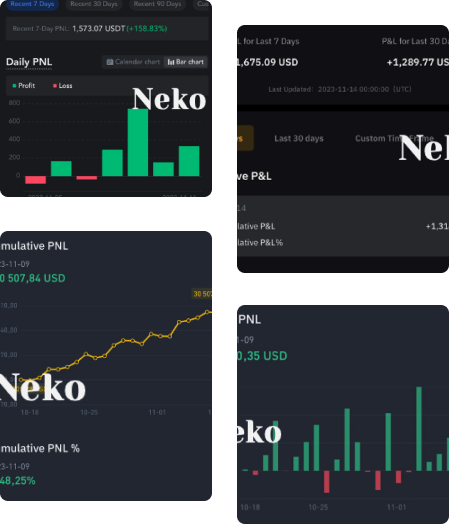 Recent 7 Days Recent 30 Days Recent 90 Days
Recent 7 Day PNL: 1,573.07 USDT (+158.83%)
Daily PNL
Calendar chart Bar chart
Profit Loss
800
600
400
200
0
Neko
L for Last 7 Days P&L for Last 30 D
1,675.09 USD +1,289.77 US
Last Updated: 2023-11-14 00:00:00 (UTC)
s Last 30 days Custom Time Frame
Nel
ve P&L
14
lative P&L +1,31
lative P&L%
mulative PNL
23-11-09
0 507,84 USD
30 507
10-18 10-25 11-01 1
Neko
mulative PNL %
23-11-09
48,25%
PNL
1-09
0,35 USD
eko
10-18 10-25 11-01